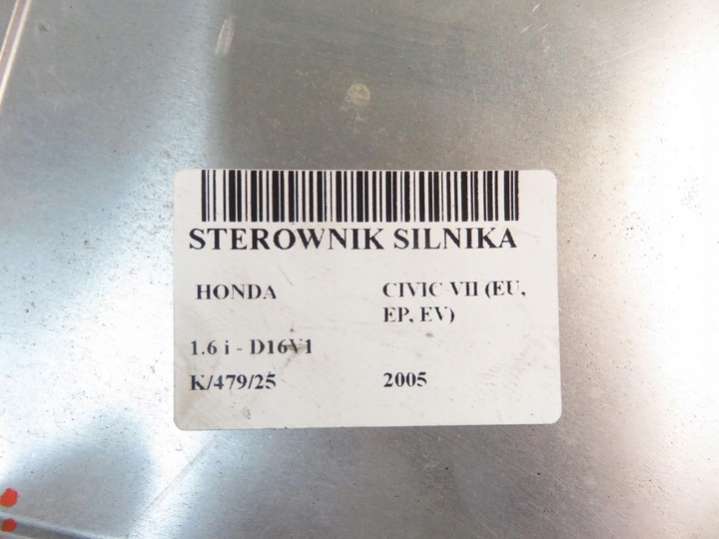 STEROWNIK SILNIKA
HONDA CIVIC VII (EU,
EP, EV)
1.6 i - D16V1
K/479/25 2005